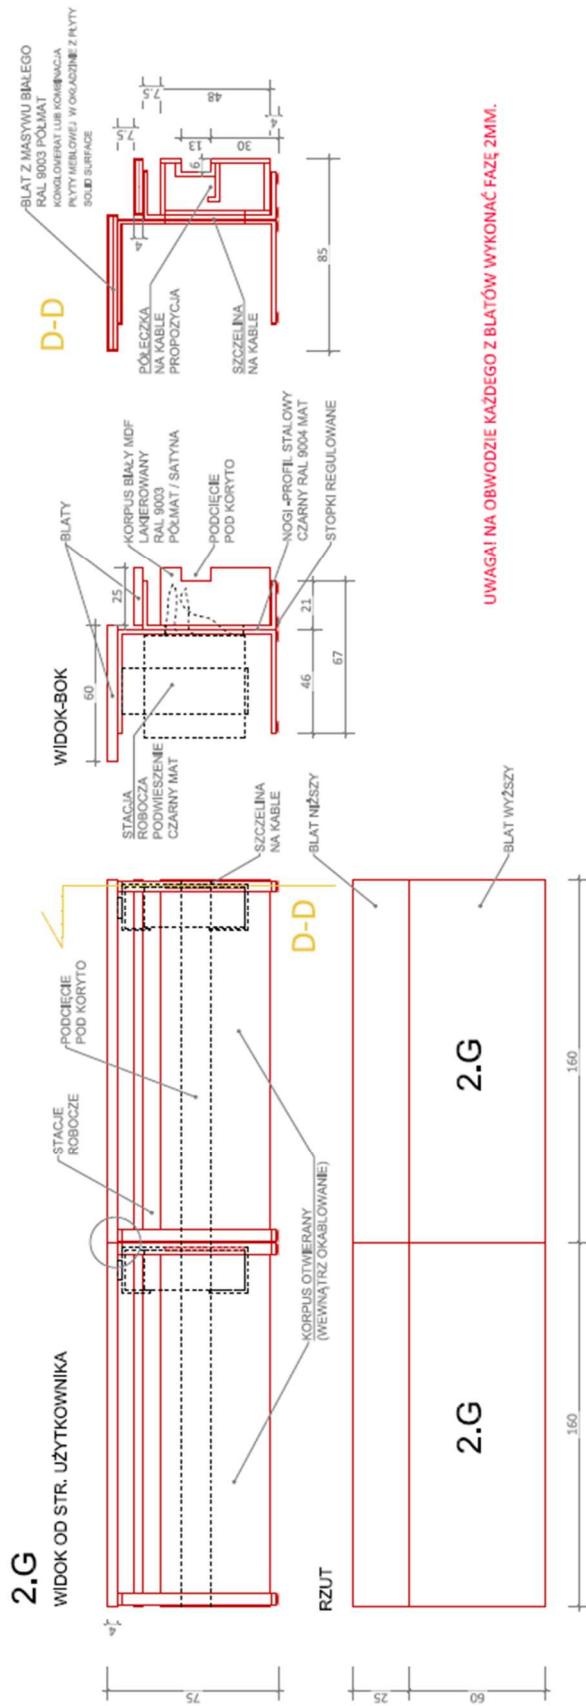 2.G
WIDOK OD STR. UŻYTKOWNIKA
STACJE
ROBOCZE
PODCIĘCIE
POD KORYTO
SZCZELINA
NA KABLE
KORPUS OTWIERANY
(WEWNĄTRZ OKABLOWANIE)
D-D
4
75
RZUT
BLAT NIŻSZY
BLAT WYŻSZY
2.G
2.G
25
60
160
160
WIDOK-BOK
BLATY
60
25
STACJA
ROBOCZA
PODWIESZENIE
CZARNY MAT
KORPUS BIAŁY MDF
LAKIEROWANY
RAL 9003
PÓŁMAT / SATYNA
PODCIĘCIE
POD KORYTO
NOGI -PROFIL STALOWY
CZARNY RAL 9004 MAT
STOPKI REGULOWANE
46
21
67
D-D
BLAT Z MASYWU BIAŁEGO
RAL 9003 PÓŁMAT
KONGLOMERAT LUB KOMBINACJA
PŁYTY MEBLOWEJ W OKŁADZINIE Z PŁYTY
SOLID SURFACE
PÓŁECZKA
NA KABLE
PROPOZYCJA
SZCZELINA
NA KABLE
4
7.5
7.5
48
13
9
30
4
85
UWAGA! NA OBWODZIE KAŻDEGO Z BLATÓW WYKONAĆ FAZĘ 2MM.